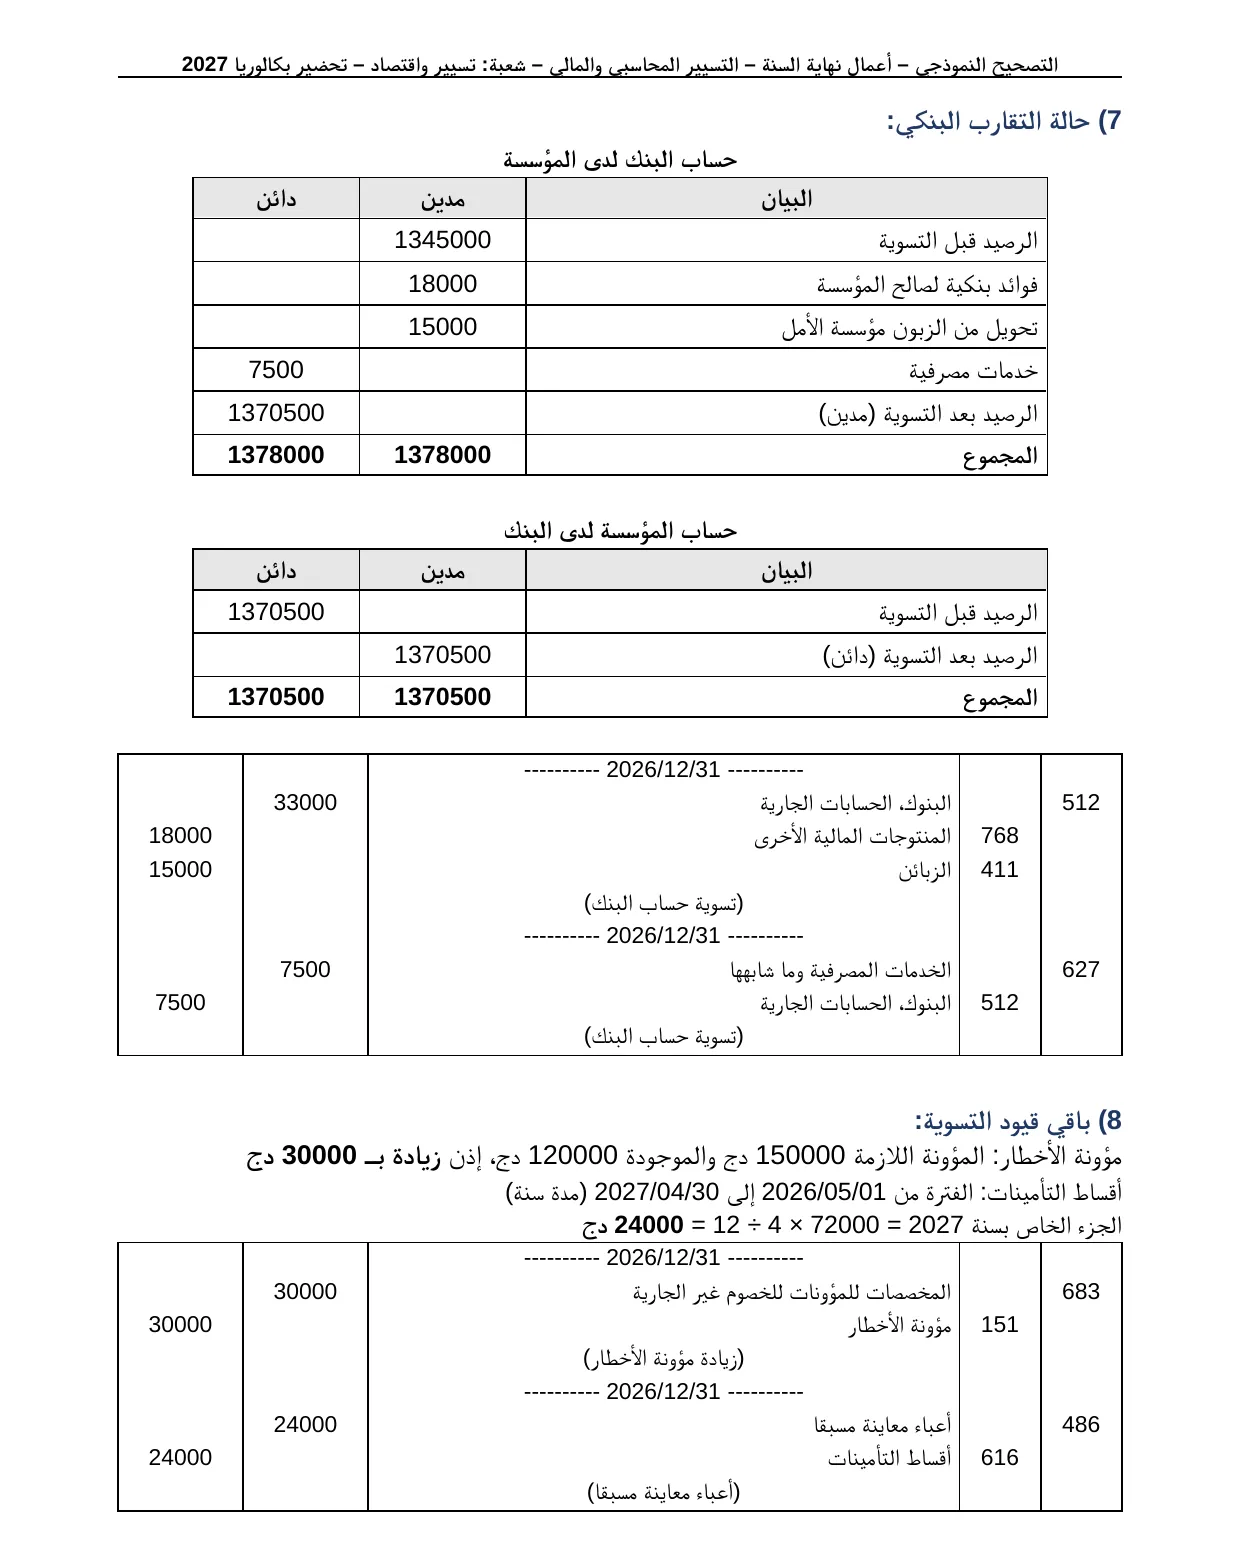 التصحيح النموذجي – أعمال نهاية السنة – التسيير المحاسبي والمالي – شعبة: تسيير واقتصاد – تحضير بكالوريا 2027
7) حالة التقارب البنكي:
حساب البنك لدى المؤسسة
البيان مدين دائن
الرصيد قبل التسوية 1345000
فوائد بنكية لصالح المؤسسة 18000
تحويل من الزبون مؤسسة الأمل 15000
خدمات مصرفية 7500
الرصيد بعد التسوية (مدين) 1370500
المجموع 1378000 1378000
حساب المؤسسة لدى البنك
البيان مدين دائن
الرصيد قبل التسوية 1370500
الرصيد بعد التسوية (دائن) 1370500
المجموع 1370500 1370500
---------- 2026/12/31 ----------
512 البنوك، الحسابات الجارية 33000
768 المنتوجات المالية الأخرى 18000
411 الزبائن 15000
(تسوية حساب البنك)
---------- 2026/12/31 ----------
627 الخدمات المصرفية وما شابهها 7500
512 البنوك، الحسابات الجارية 7500
(تسوية حساب البنك)
8) باقي قيود التسوية:
مؤونة الأخطار: المؤونة اللازمة 150000 دج والموجودة 120000 دج، إذن زيادة بـ 30000 دج
أقساط التأمينات: الفترة من 2026/05/01 إلى 2027/04/30 (مدة سنة)
الجزء الخاص بسنة 2027 = 72000 × 4 ÷ 12 = 24000 دج
---------- 2026/12/31 ----------
683 المخصصات للمؤونات للخصوم غير الجارية 30000
151 مؤونة الأخطار 30000
(زيادة مؤونة الأخطار)
---------- 2026/12/31 ----------
486 أعباء معاينة مسبقا 24000
616 أقساط التأمينات 24000
(أعباء معاينة مسبقا)